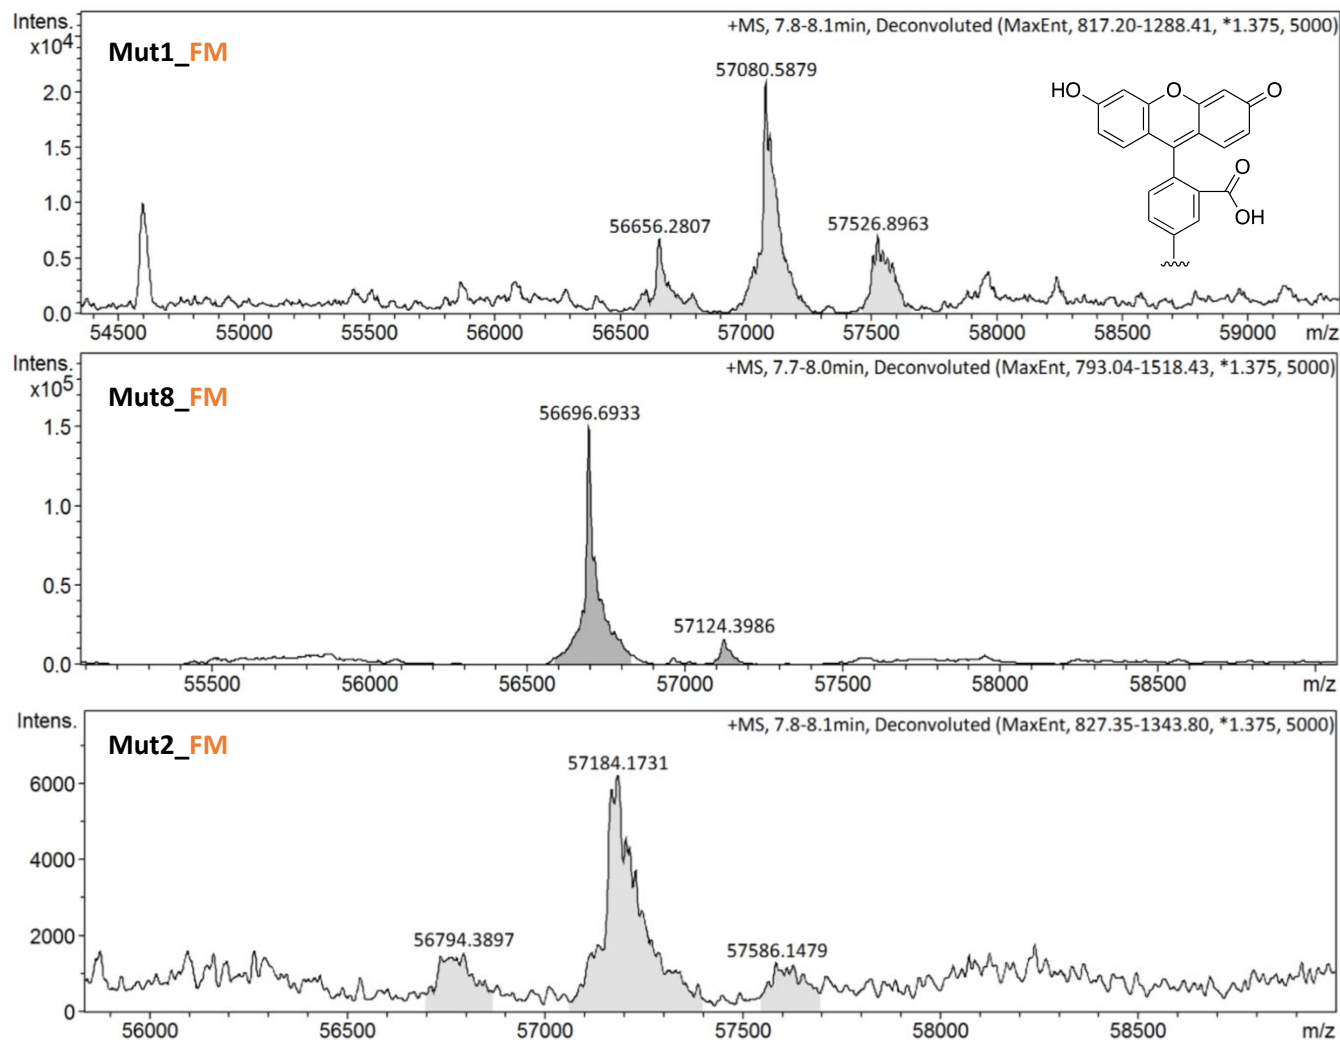 Intens.
x10⁴
+MS, 7.8-8.1min, Deconvoluted (MaxEnt, 817.20-1288.41, *1.375, 5000)
Mut1_FM
57080.5879
56656.2807
57526.8963
HO
O
O
O
OH
2.0
1.5
1.0
0.5
0.0
54500 55000 55500 56000 56500 57000 57500 58000 58500 59000 m/z
Intens.
x10⁵
+MS, 7.7-8.0min, Deconvoluted (MaxEnt, 793.04-1518.43, *1.375, 5000)
Mut8_FM
56696.6933
57124.3986
1.5
1.0
0.5
0.0
55500 56000 56500 57000 57500 58000 58500 m/z
Intens.
+MS, 7.8-8.1min, Deconvoluted (MaxEnt, 827.35-1343.80, *1.375, 5000)
Mut2_FM
57184.1731
56794.3897
57586.1479
6000
4000
2000
0
56000 56500 57000 57500 58000 58500 m/z